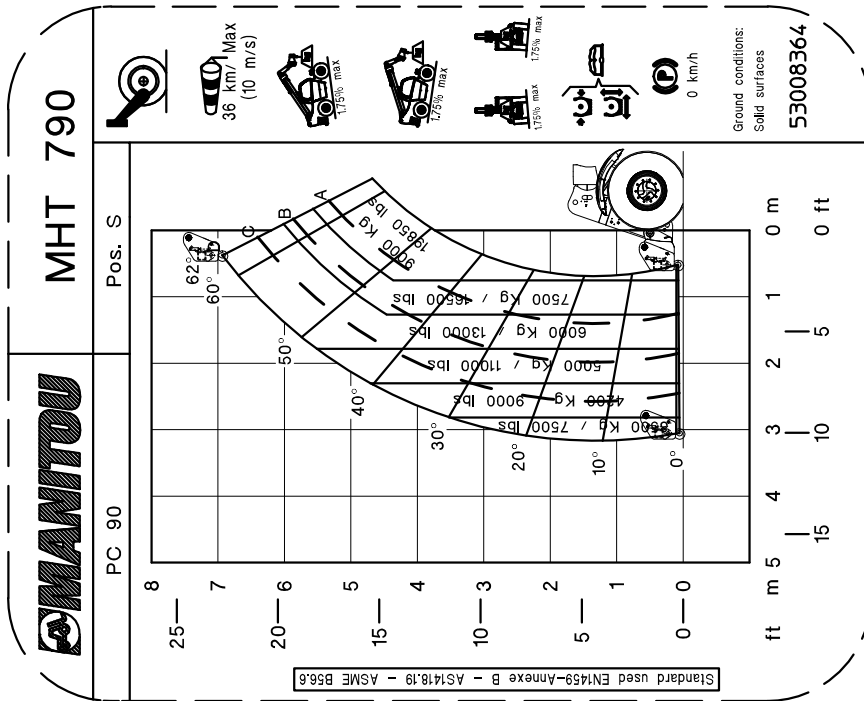 MANITOU
MHT 790
PC 90
Pos. S
36 km/h Max
(10 m/s)
1.75% max
1.75% max
1.75% max
1.75% max
0 km/h
Ground conditions:
Solid surfaces
53008364
8
7
6
5
4
3
2
1
0
m
25
20
15
10
5
0
ft
5
4
3
2
1
0 m
15
10
5
0 ft
62°
60°
50°
40°
30°
20°
10°
0°
C
B
A
9000 Kg
19850 lbs
7500 Kg / 16500
6000 Kg / 13000 lbs
5000 Kg / 11000 lbs
4200 Kg 9000 lbs
Kg / 7500 lbs
Standard used EN1459-Annexe B - AS1418.19 - ASME B56.6